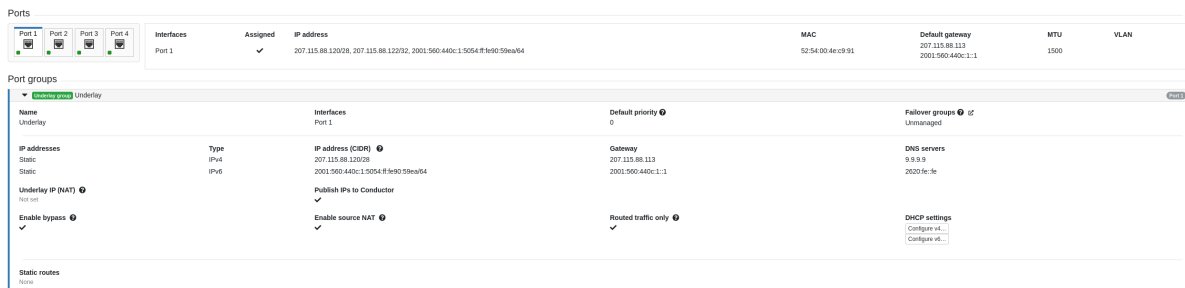 Ports
Port 1 Port 2 Port 3 Port 4
Interfaces Assigned IP address MAC Default gateway MTU VLAN
Port 1 207.115.88.120/28, 207.115.88.122/32, 2001:560:440c:1:5054:ff:fe90:59ea/64 52:54:00:4e:c9:91 207.115.88.113 1500
2001:560:440c:1::1
Port groups
Underlay group Underlay Port 1
Name Interfaces Default priority Failover groups
Underlay Port 1 0 Unmanaged
IP addresses Type IP address (CIDR) Gateway DNS servers
Static IPv4 207.115.88.120/28 207.115.88.113 9.9.9.9
Static IPv6 2001:560:440c:1:5054:ff:fe90:59ea/64 2001:560:440c:1::1 2620:fe::fe
Underlay IP (NAT) Publish IPs to Conductor
Not set
Enable bypass Enable source NAT Routed traffic only DHCP settings
Configure v4...
Configure v6...
Static routes
None